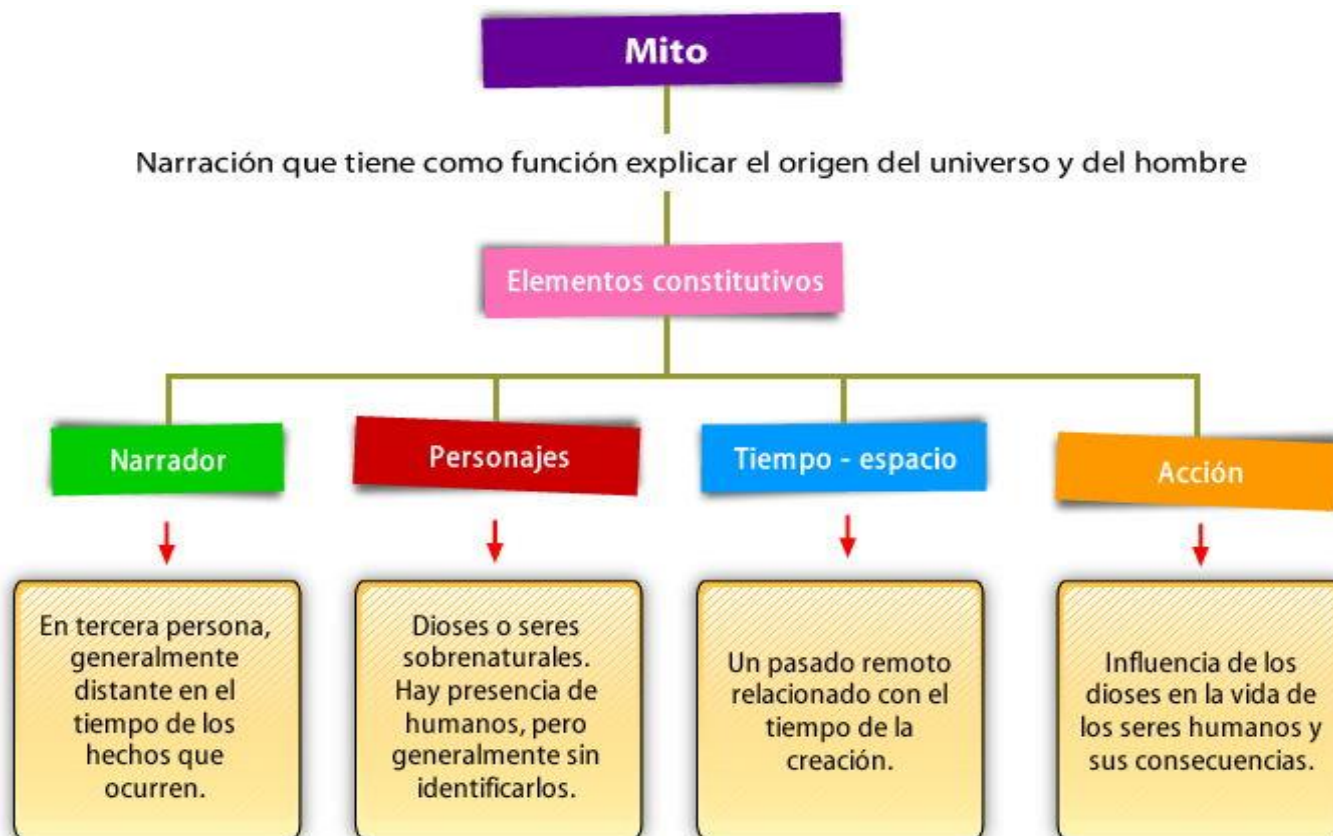 Mito
Narración que tiene como función explicar el origen del universo y del hombre
Elementos constitutivos
Narrador
Personajes
Tiempo - espacio
Acción
En tercera persona,
generalmente
distante en el
tiempo de los
hechos que
ocurren.
Dioses o seres
sobrenaturales.
Hay presencia de
humanos, pero
generalmente sin
identificarlos.
Un pasado remoto
relacionado con el
tiempo de la
creación.
Influencia de los
dioses en la vida de
los seres humanos y
sus consecuencias.